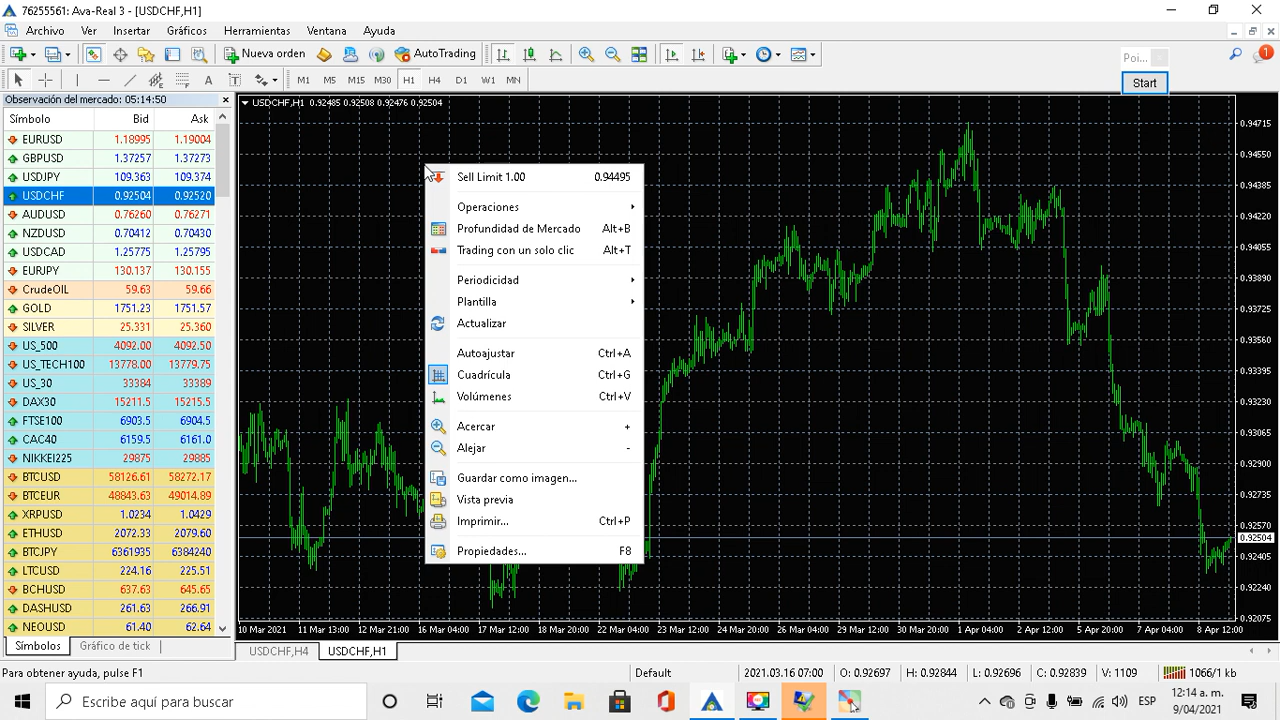 76255561: Ava-Real 3 - [USDCHF,H1]
Archivo Ver Insertar Gráficos Herramientas Ventana Ayuda
Nueva orden AutoTrading
Poi...
Start
M1 M5 M15 M30 H1 H4 D1 W1 MN
1
Observación del mercado: 05:14:50
Símbolo Bid Ask
EURUSD 1.18995 1.19004
GBPUSD 1.37257 1.37273
USDJPY 109.363 109.374
USDCHF 0.92504 0.92520
AUDUSD 0.76260 0.76271
NZDUSD 0.70412 0.70430
USDCAD 1.25775 1.25795
EURJPY 130.137 130.155
CrudeOIL 59.63 59.66
GOLD 1751.23 1751.57
SILVER 25.331 25.360
US_500 4092.00 4092.50
US_TECH100 13778.00 13779.75
US_30 33384 33389
DAX30 15211.5 15215.5
FTSE100 6903.5 6904.5
CAC40 6159.5 6161.0
NIKKEI225 29875 29885
BTCUSD 58126.61 58272.17
BTCEUR 48843.63 49014.89
XRPUSD 1.0234 1.0429
ETHUSD 2072.33 2079.60
BTCJPY 6361935 6384240
LTCUSD 224.16 225.51
BCHUSD 637.63 645.65
DASHUSD 261.63 266.91
NEOUSD 61.40 62.64
Símbolos Gráfico de tick
USDCHF,H1 0.92485 0.92508 0.92476 0.92504
Sell Limit 1.00 0.94495
Operaciones
Profundidad de Mercado Alt+B
Trading con un solo clic Alt+T
Periodicidad
Plantilla
Actualizar
Autoajustar Ctrl+A
Cuadrícula Ctrl+G
Volúmenes Ctrl+V
Acercar +
Alejar -
Guardar como imagen...
Vista previa
Imprimir... Ctrl+P
Propiedades... F8
0.94715
0.94550
0.94385
0.94220
0.94055
0.93890
0.93725
0.93560
0.93395
0.93230
0.93065
0.92900
0.92735
0.92570
0.92504
0.92405
0.92240
0.92075
10 Mar 2021 11 Mar 13:00 12 Mar 21:00 16 Mar 04:00 17 Mar 12:00 18 Mar 20:00 22 Mar 04:00 23 Mar 12:00 24 Mar 20:00 26 Mar 04:00 29 Mar 12:00 30 Mar 20:00 1 Apr 04:00 2 Apr 12:00 5 Apr 20:00 7 Apr 04:00 8 Apr 12:00
USDCHF,H4 USDCHF,H1
Para obtener ayuda, pulse F1 Default 2021.03.16 07:00 O: 0.92697 H: 0.92844 L: 0.92696 C: 0.92839 V: 1109 1066/1 kb
Escribe aquí para buscar
ESP
12:14 a. m.
9/04/2021
1